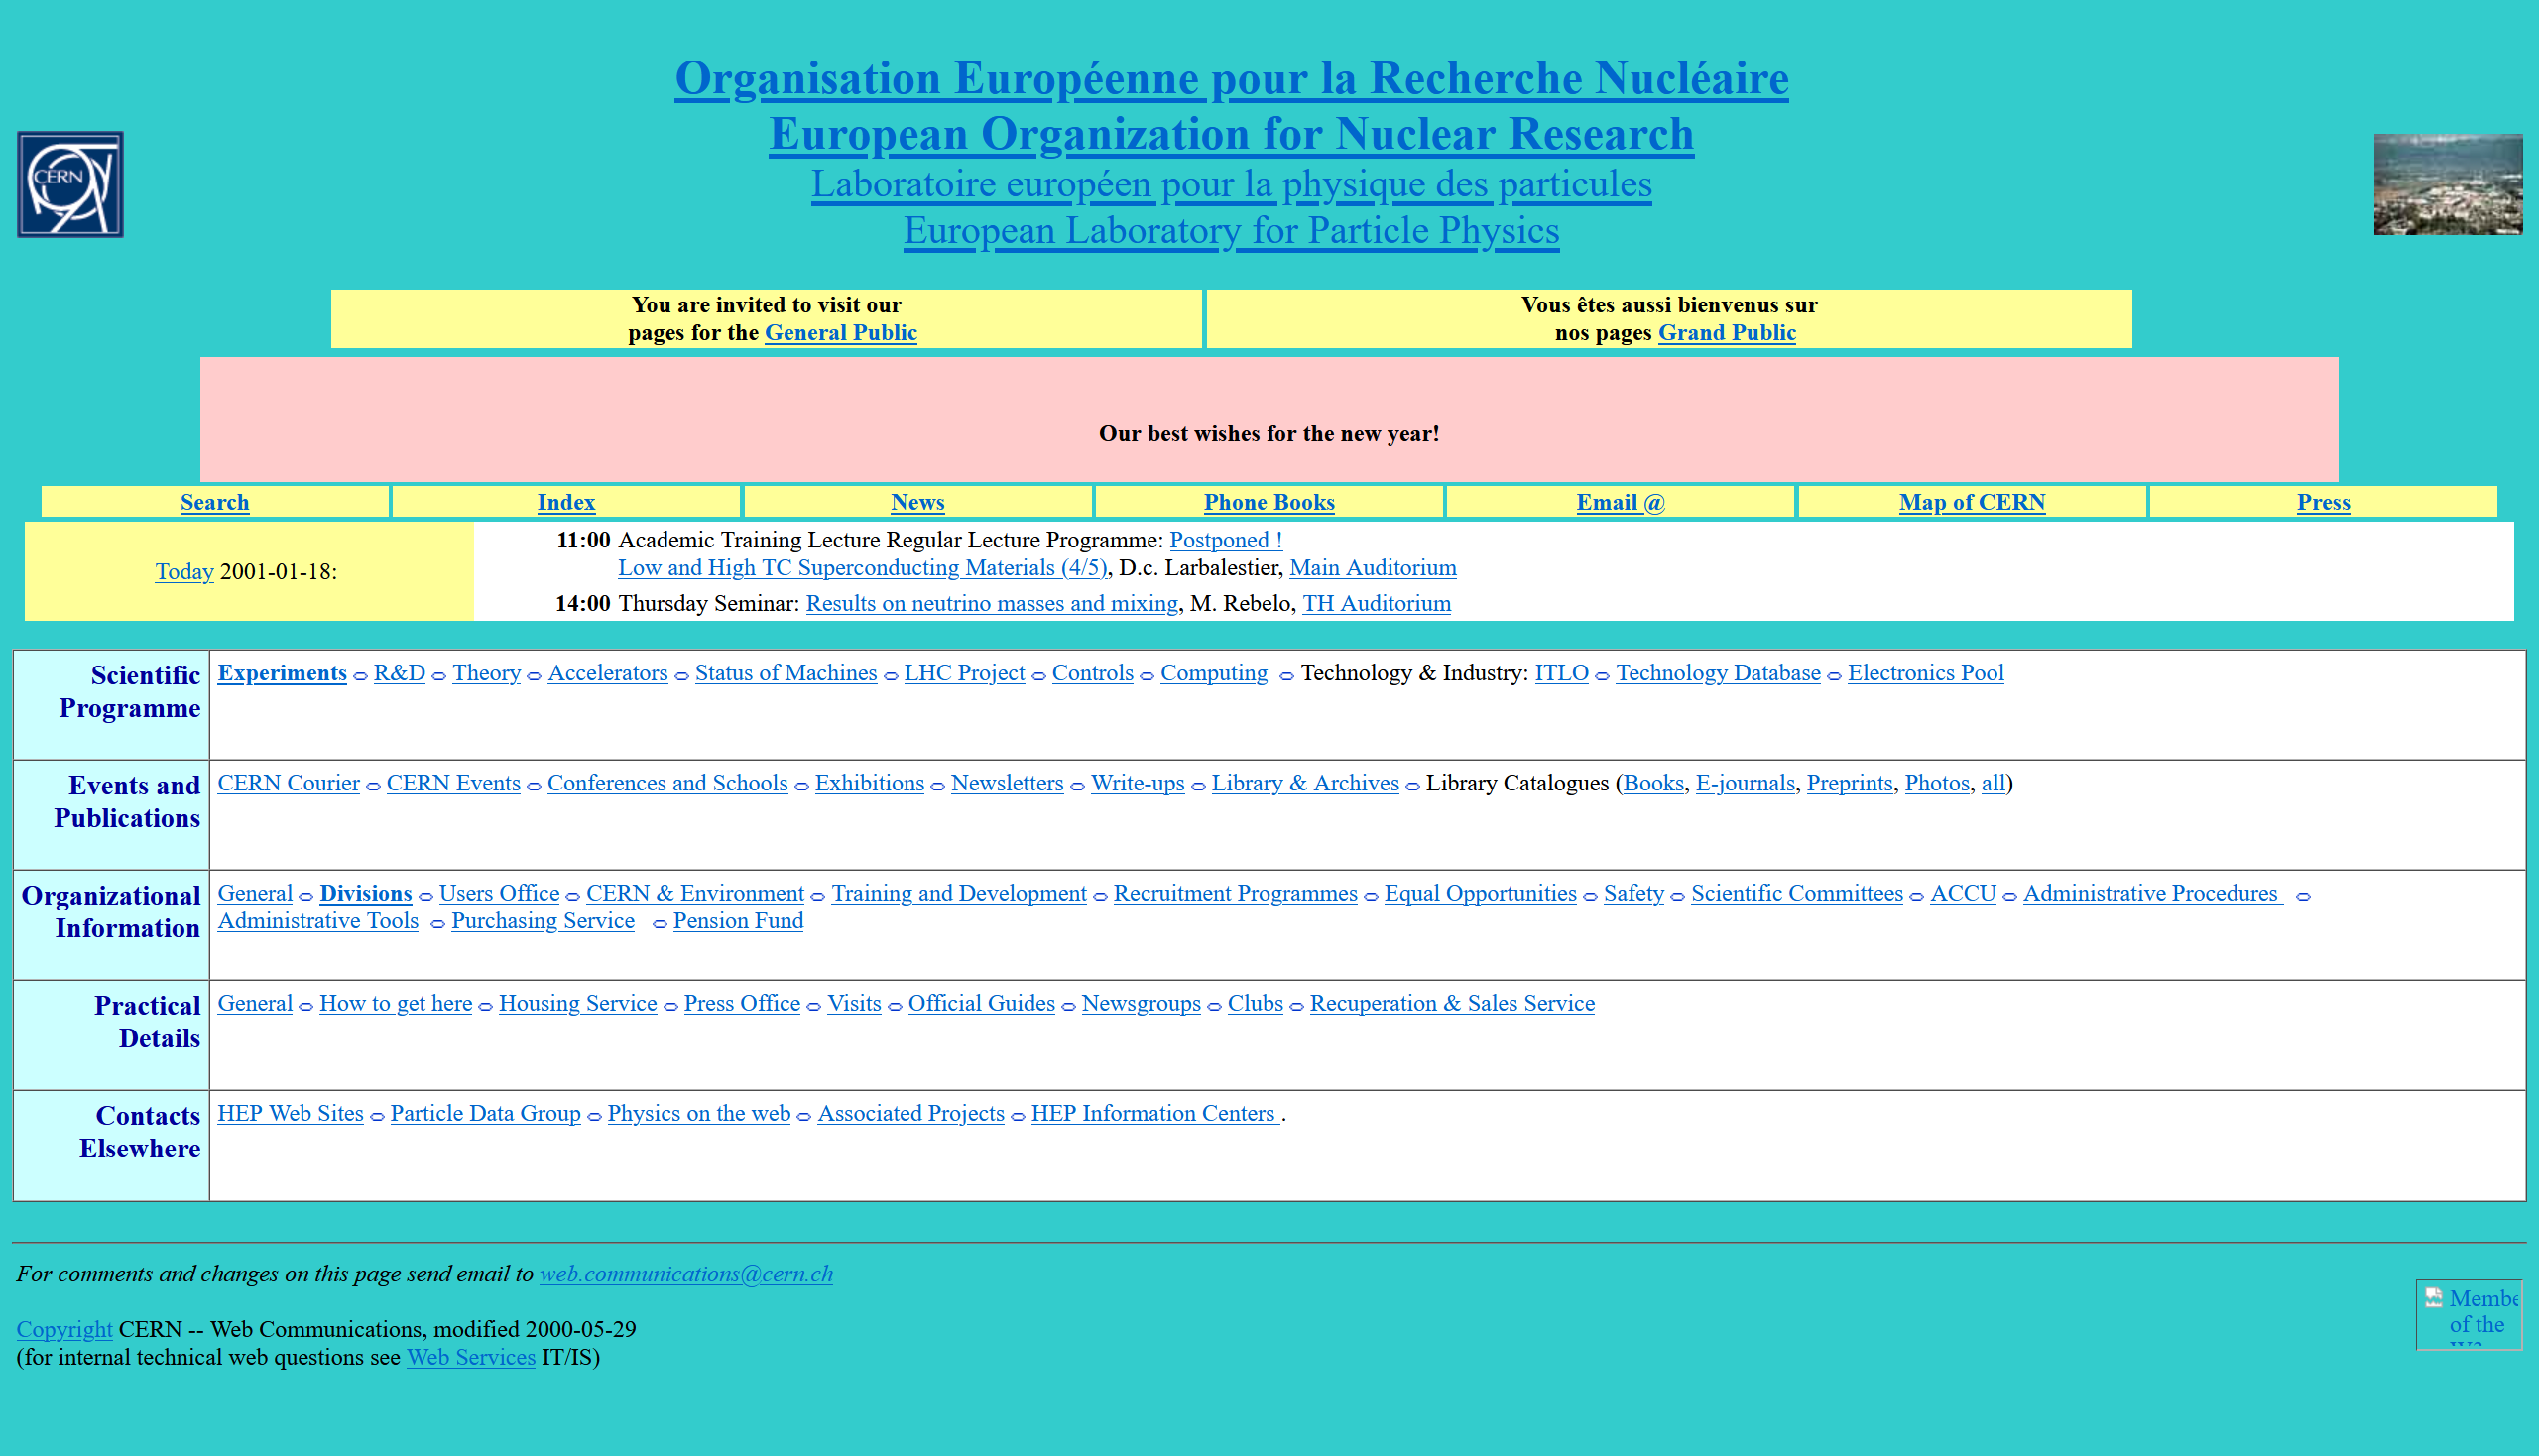 Organisation Européenne pour la Recherche Nucléaire
European Organization for Nuclear Research
Laboratoire européen pour la physique des particules
European Laboratory for Particle Physics
CERN
You are invited to visit our
pages for the General Public
Vous êtes aussi bienvenus sur
nos pages Grand Public
Our best wishes for the new year!
Search Index News Phone Books Email @ Map of CERN Press
Today 2001-01-18:
11:00 Academic Training Lecture Regular Lecture Programme: Postponed !
Low and High TC Superconducting Materials (4/5), D.c. Larbalestier, Main Auditorium
14:00 Thursday Seminar: Results on neutrino masses and mixing, M. Rebelo, TH Auditorium
Scientific
Programme
Experiments R&D Theory Accelerators Status of Machines LHC Project Controls Computing Technology & Industry: ITLO Technology Database Electronics Pool
Events and
Publications
CERN Courier CERN Events Conferences and Schools Exhibitions Newsletters Write-ups Library & Archives Library Catalogues (Books, E-journals, Preprints, Photos, all)
Organizational
Information
General Divisions Users Office CERN & Environment Training and Development Recruitment Programmes Equal Opportunities Safety Scientific Committees ACCU Administrative Procedures
Administrative Tools Purchasing Service Pension Fund
Practical
Details
General How to get here Housing Service Press Office Visits Official Guides Newsgroups Clubs Recuperation & Sales Service
Contacts
Elsewhere
HEP Web Sites Particle Data Group Physics on the web Associated Projects HEP Information Centers .
For comments and changes on this page send email to web.communications@cern.ch
Copyright CERN -- Web Communications, modified 2000-05-29
(for internal technical web questions see Web Services IT/IS)
Membe
of the